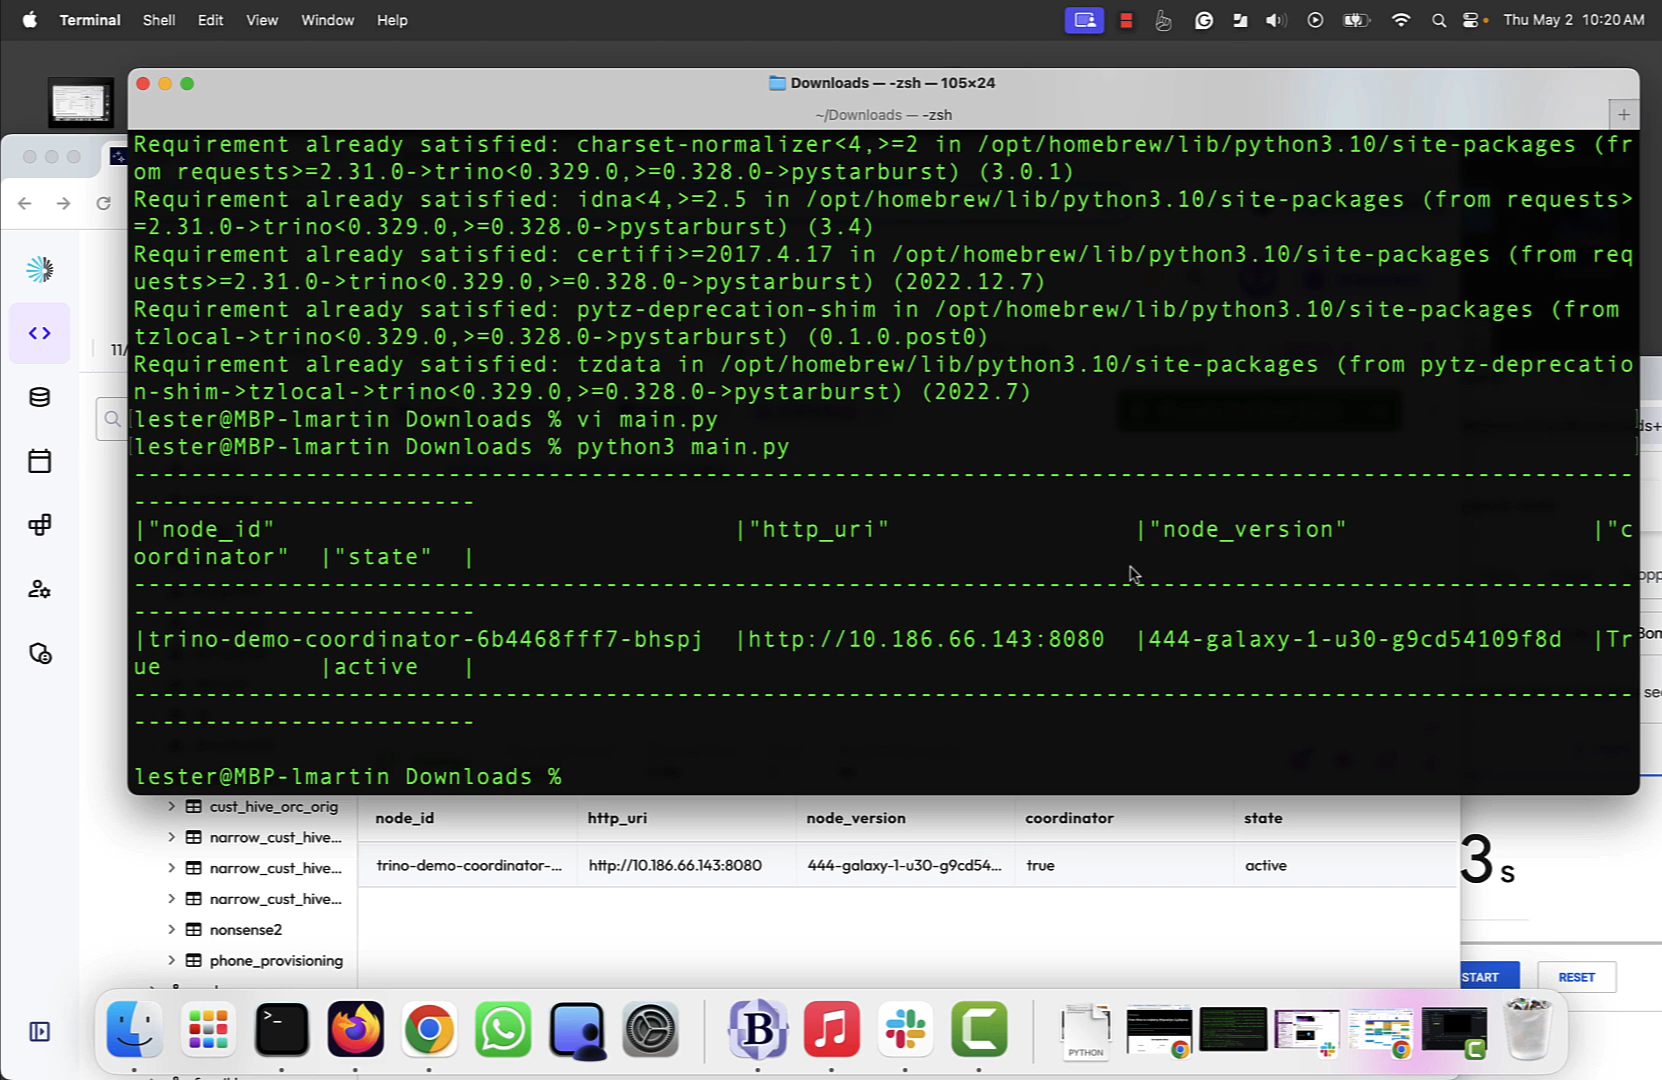 Terminal Shell Edit View Window Help Thu May 2 10:20 AM
Downloads — -zsh — 105×24
~/Downloads — -zsh
Requirement already satisfied: charset-normalizer<4,>=2 in /opt/homebrew/lib/python3.10/site-packages (fr
om requests>=2.31.0->trino<0.329.0,>=0.328.0->pystarburst) (3.0.1)
Requirement already satisfied: idna<4,>=2.5 in /opt/homebrew/lib/python3.10/site-packages (from requests>
=2.31.0->trino<0.329.0,>=0.328.0->pystarburst) (3.4)
Requirement already satisfied: certifi>=2017.4.17 in /opt/homebrew/lib/python3.10/site-packages (from req
uests>=2.31.0->trino<0.329.0,>=0.328.0->pystarburst) (2022.12.7)
Requirement already satisfied: pytz-deprecation-shim in /opt/homebrew/lib/python3.10/site-packages (from
tzlocal->trino<0.329.0,>=0.328.0->pystarburst) (0.1.0.post0)
Requirement already satisfied: tzdata in /opt/homebrew/lib/python3.10/site-packages (from pytz-deprecatio
n-shim->tzlocal->trino<0.329.0,>=0.328.0->pystarburst) (2022.7)
lester@MBP-lmartin Downloads % vi main.py
lester@MBP-lmartin Downloads % python3 main.py
---------------------------------------------------------------------------------------------------------
------------------------
|"node_id" |"http_uri" |"node_version" |"c
oordinator" |"state" |
---------------------------------------------------------------------------------------------------------
------------------------
|trino-demo-coordinator-6b4468fff7-bhspj |http://10.186.66.143:8080 |444-galaxy-1-u30-g9cd54109f8d |Tr
ue |active |
---------------------------------------------------------------------------------------------------------
------------------------
lester@MBP-lmartin Downloads %
11/
ds+
opp
Bom
se
cust_hive_orc_orig
narrow_cust_hive...
narrow_cust_hive...
narrow_cust_hive...
nonsense2
phone_provisioning
node_id http_uri node_version coordinator state
trino-demo-coordinator-... http://10.186.66.143:8080 444-galaxy-1-u30-g9cd54... true active
3 s
START RESET
PYTHON